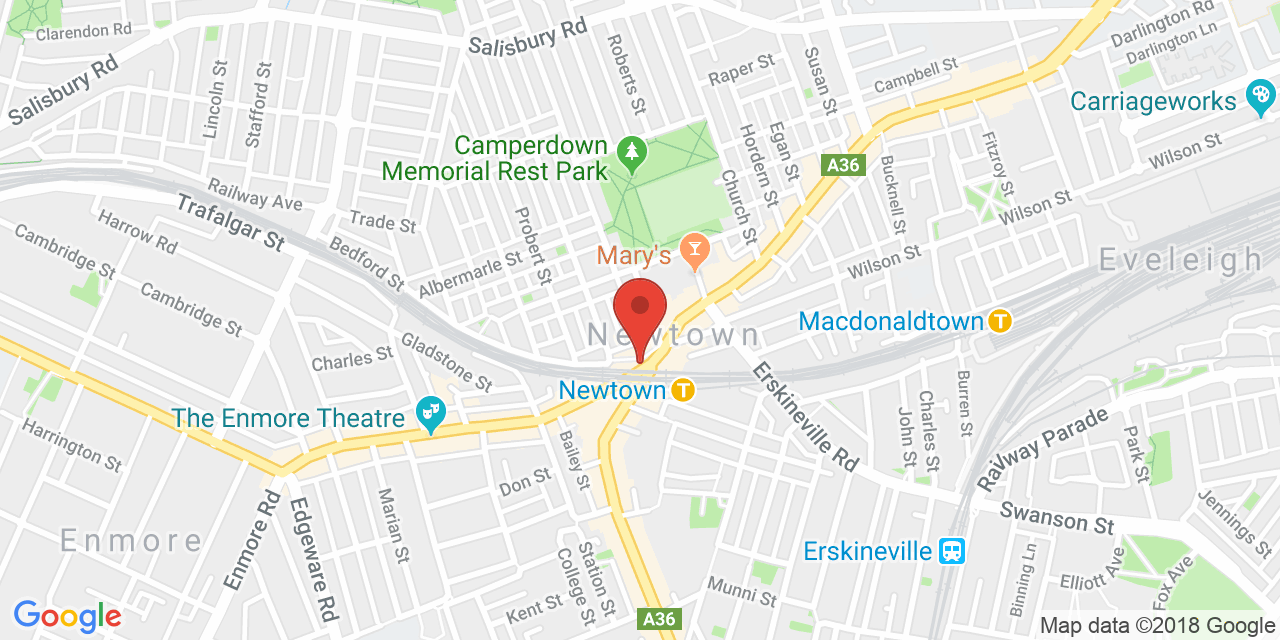 Clarendon Rd
Salisbury Rd
Salisbury Rd
Lincoln St
Stafford St
Roberts St
Raper St
Susan St
Campbell St
Darlington Rd
Darlington Ln
Carriageworks
Camperdown
Memorial Rest Park
Hordern St
Egan St
A36
Bucknell St
Fitzroy St
Wilson St
Railway Ave
Trafalgar St
Harrow Rd
Trade St
Bedford St
Probert St
Church St
Wilson St
Cambridge St
Albermarle St
Mary's
Wilson St
Eveleigh
Cambridge St
Charles St
Gladstone St
Newtown
Macdonaldtown
T
Newtown
T
Erskineville Rd
The Enmore Theatre
John St
Charles St
Burren St
Railway Parade
Park St
Harrington St
Bailey St
Don St
Marian St
Enmore Rd
Edgeware Rd
Enmore
Swanson St
Jennings St
Erskineville
Station St
College St
Kent St
Munni St
Binning Ln
Elliott Ave
Fox Ave
A36
Google
Map data ©2018 Google